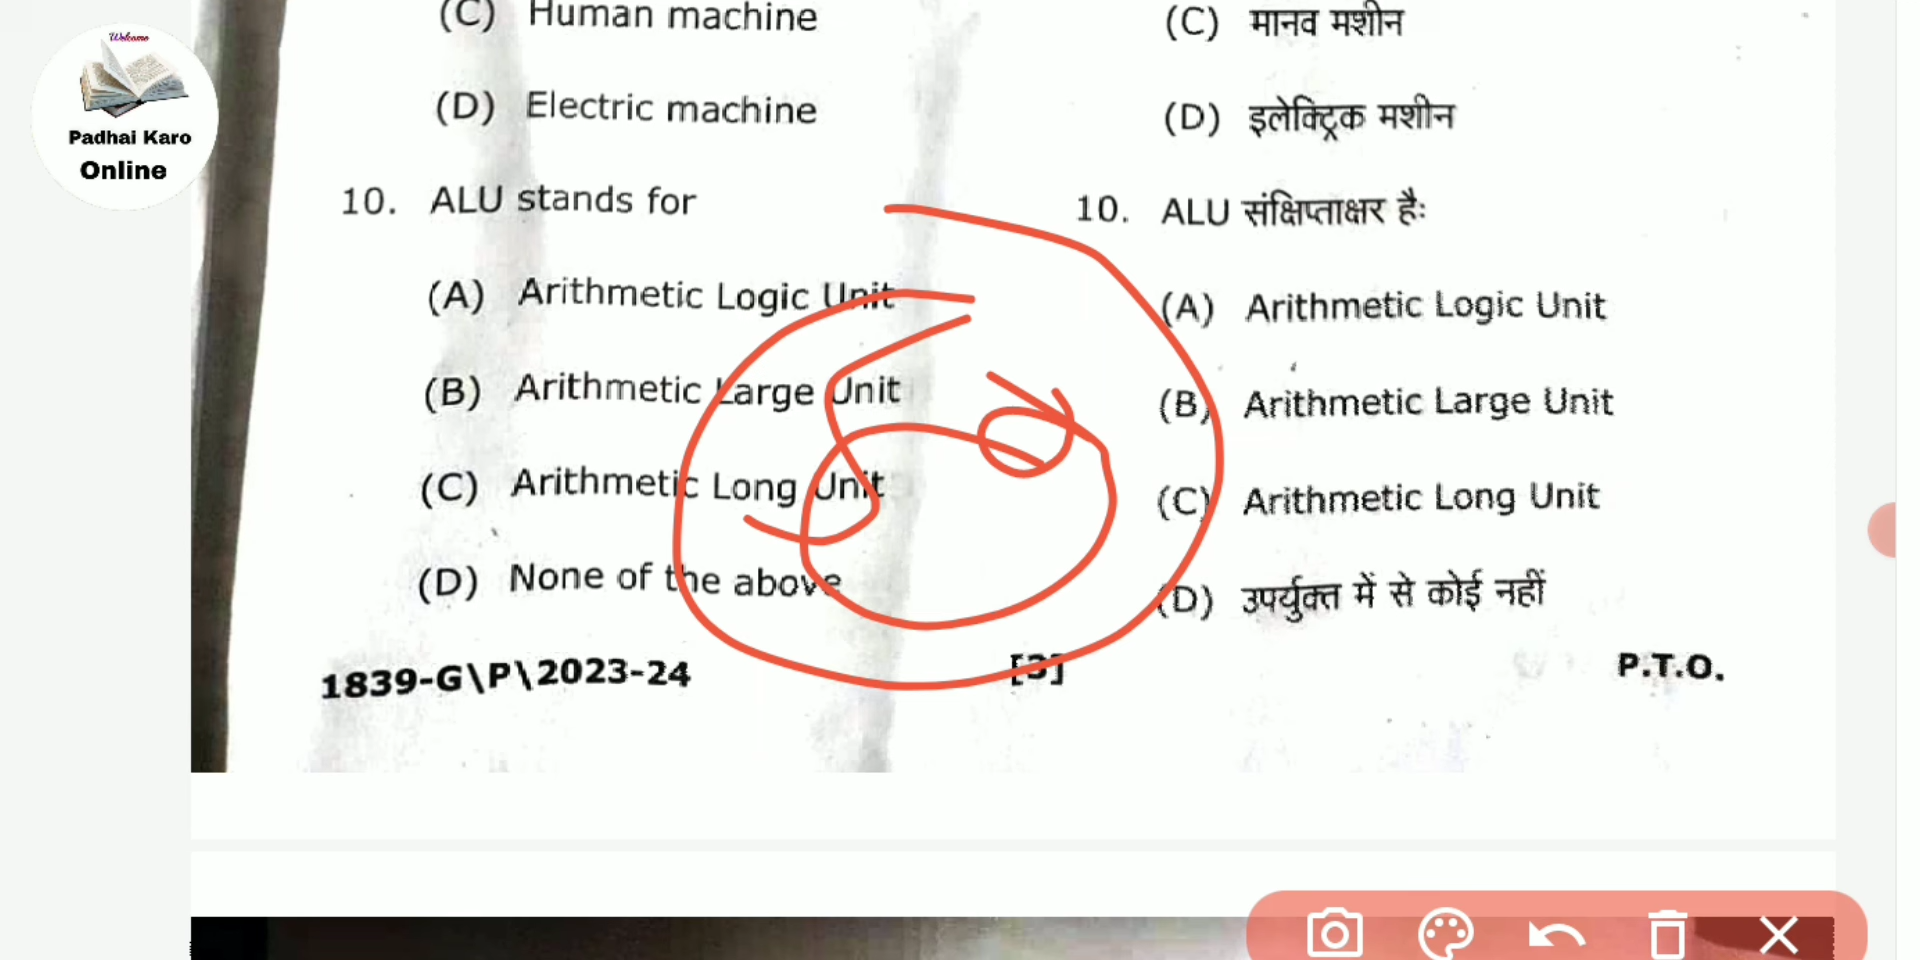 Welcome
Padhai Karo
Online
(C) Human machine
(D) Electric machine
10. ALU stands for
(A) Arithmetic Logic Unit
(B) Arithmetic Large Unit
(C) Arithmetic Long Unit
(D) None of the above
1839-G\P\2023-24
(C) मानव मशीन
(D) इलेक्ट्रिक मशीन
10. ALU संक्षिप्ताक्षर हैः
(A) Arithmetic Logic Unit
(B) Arithmetic Large Unit
(C) Arithmetic Long Unit
(D) उपर्युक्त में से कोई नहीं
[3]
P.T.O.